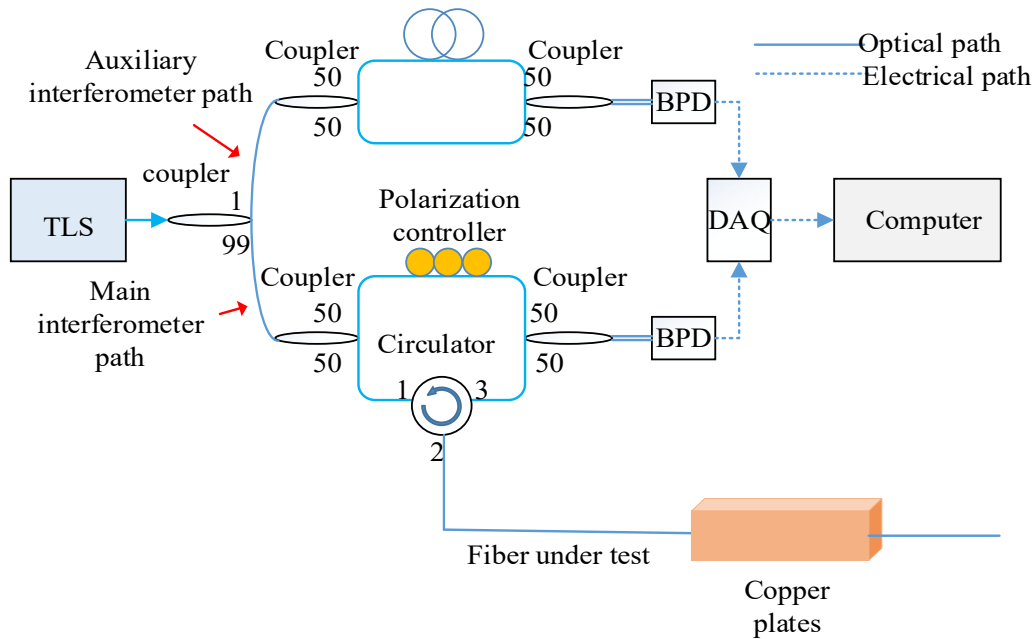 Auxiliary
interferometer path
Coupler
50
50
Coupler
50
50
BPD
Optical path
Electrical path
TLS
coupler
1
99
Polarization
controller
DAQ
Computer
Main
interferometer
path
Coupler
50
50
Circulator
1
3
2
Coupler
50
50
BPD
Fiber under test
Copper
plates